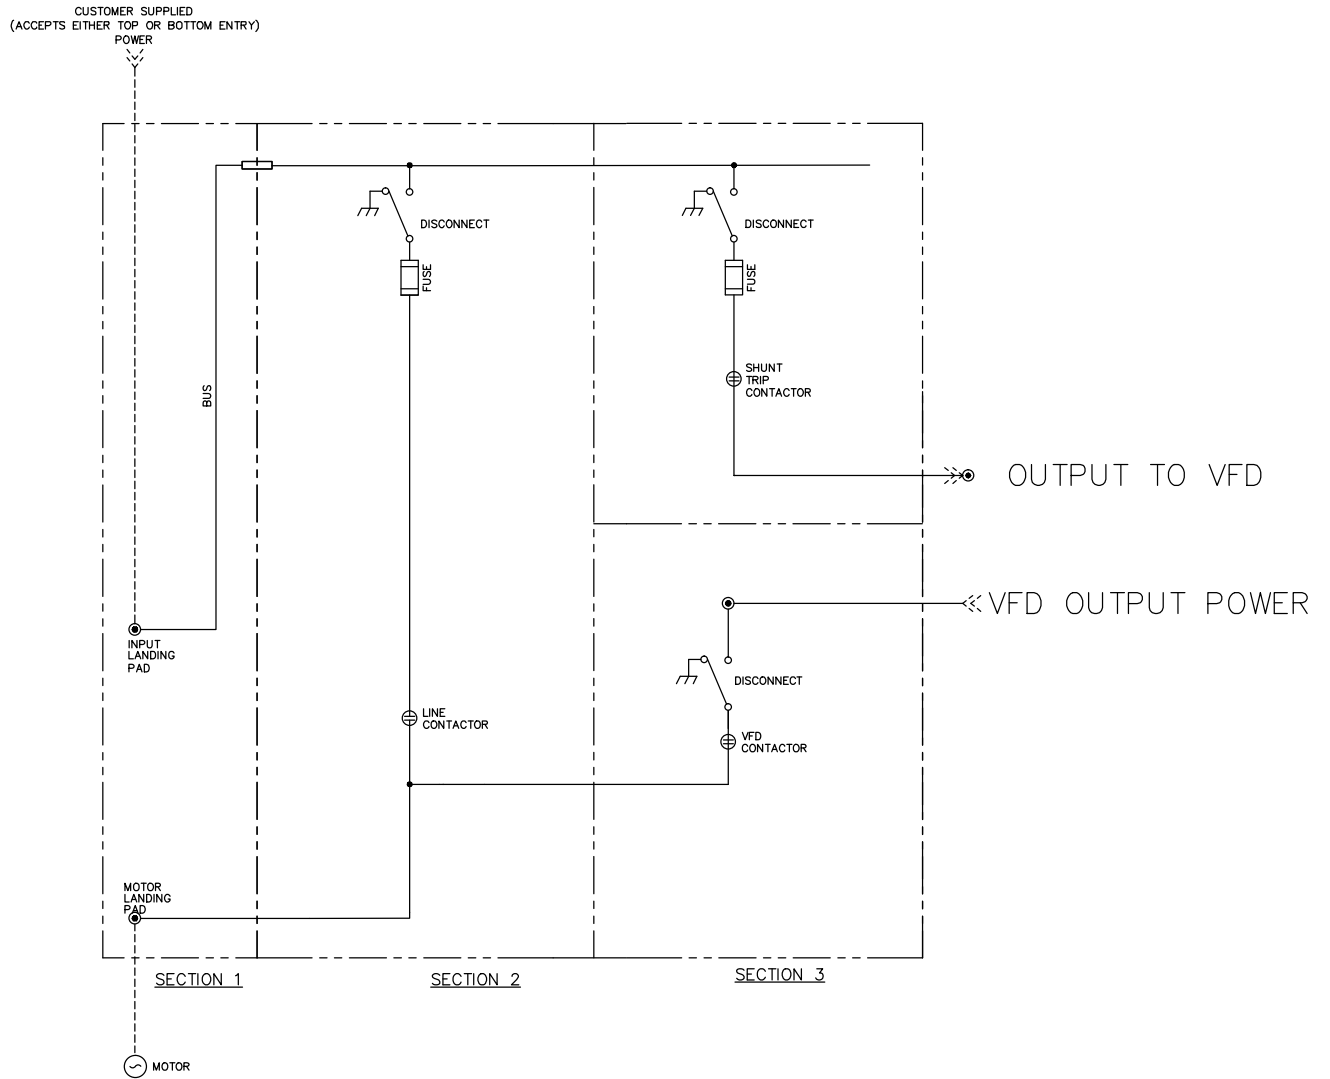 CUSTOMER SUPPLIED
(ACCEPTS EITHER TOP OR BOTTOM ENTRY)
POWER
DISCONNECT
FUSE
DISCONNECT
FUSE
BUS
SHUNT
TRIP
CONTACTOR
OUTPUT TO VFD
VFD OUTPUT POWER
INPUT
LANDING
PAD
DISCONNECT
LINE
CONTACTOR
VFD
CONTACTOR
MOTOR
LANDING
PAD
SECTION 1
SECTION 2
SECTION 3
MOTOR